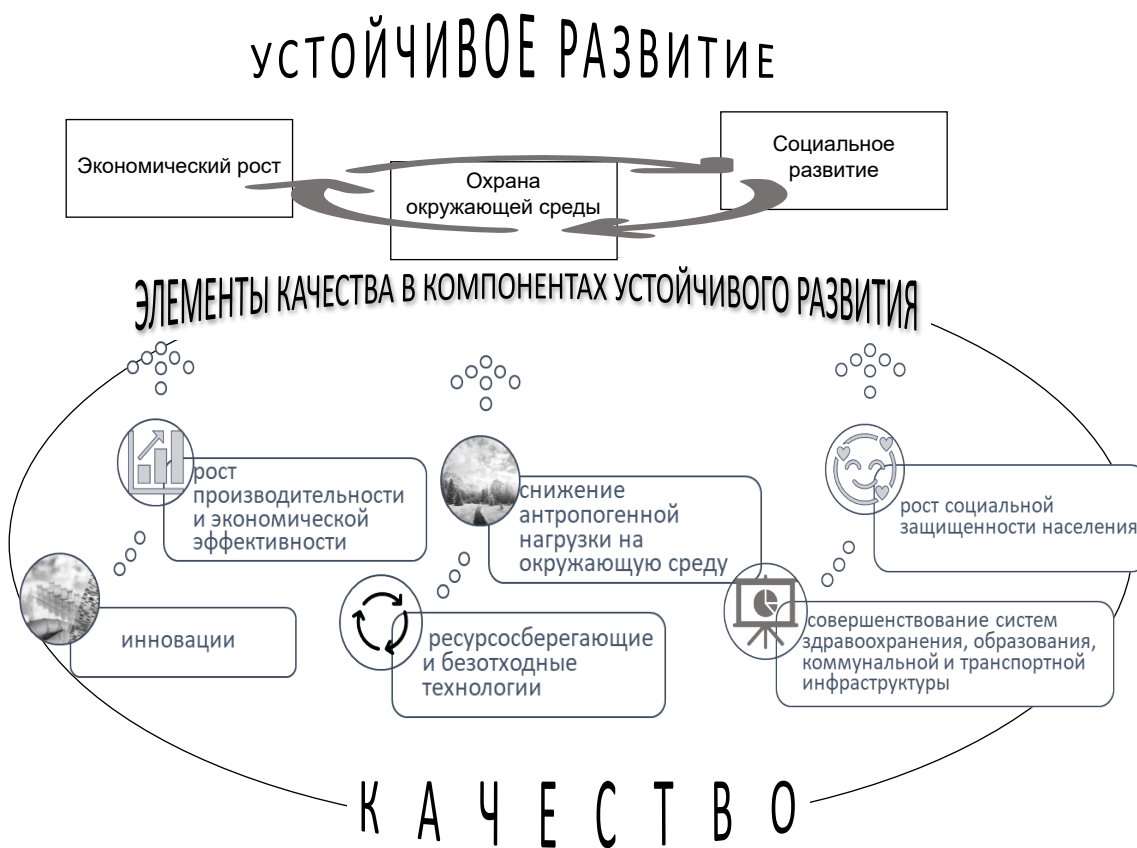 УСТОЙЧИВОЕ РАЗВИТИЕ
Экономический рост
Охрана
окружающей среды
Социальное
развитие
ЭЛЕМЕНТЫ КАЧЕСТВА В КОМПОНЕНТАХ УСТОЙЧИВОГО РАЗВИТИЯ
рост
производительности
и экономической
эффективности
инновации
снижение
антропогенной
нагрузки на
окружающую среду
ресурсосберегающие
и безотходные
технологии
рост социальной
защищенности населения
совершенствование систем
здравоохранения, образования,
коммунальной и транспортной
инфраструктуры
КАЧЕСТВО